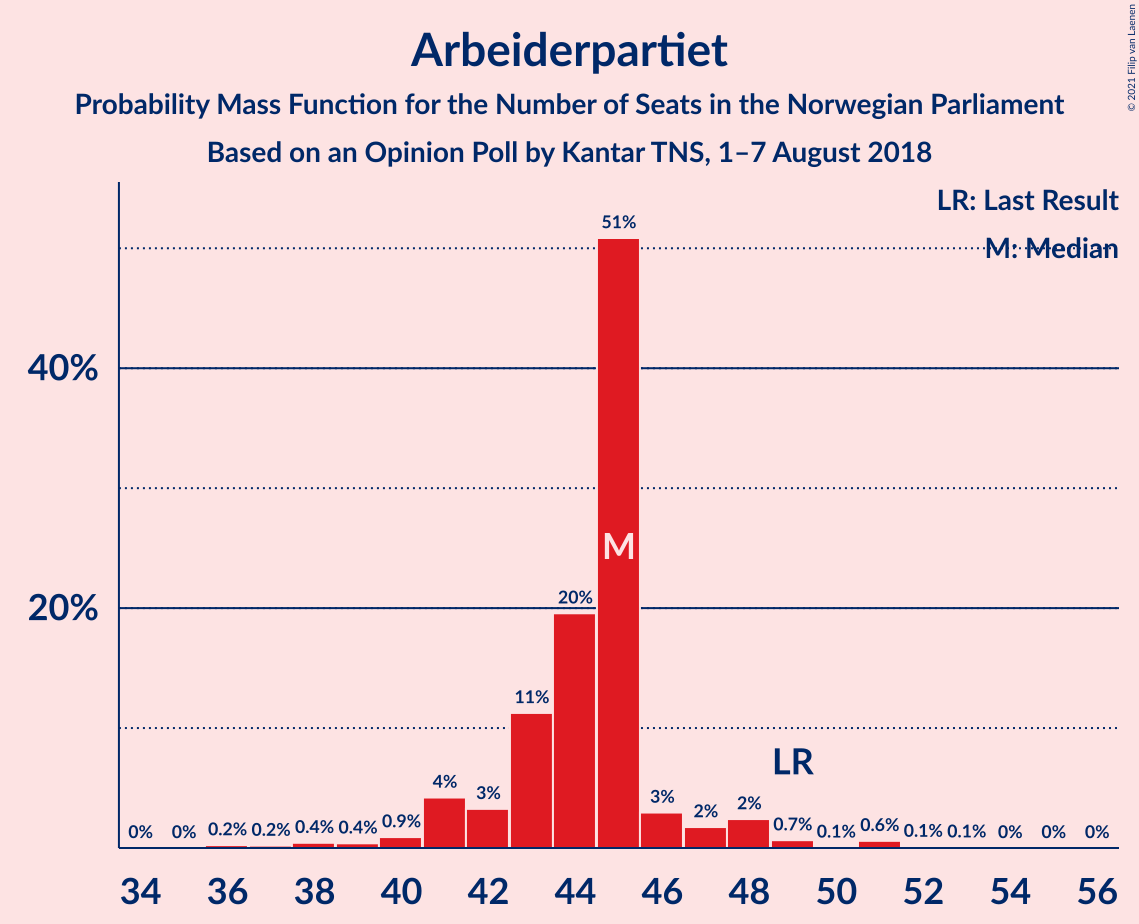 Arbeiderpartiet
Probability Mass Function for the Number of Seats in the Norwegian Parliament
Based on an Opinion Poll by Kantar TNS, 1–7 August 2018
© 2021 Filip van Laenen
LR: Last Result
M: Median
51%
40%
M
20%
20%
11%
LR
4%
3%
3%
2%
2%
0% 0% 0.2% 0.2% 0.4% 0.4% 0.9% 0.7% 0.1% 0.6% 0.1% 0.1% 0% 0% 0%
34 36 38 40 42 44 46 48 50 52 54 56